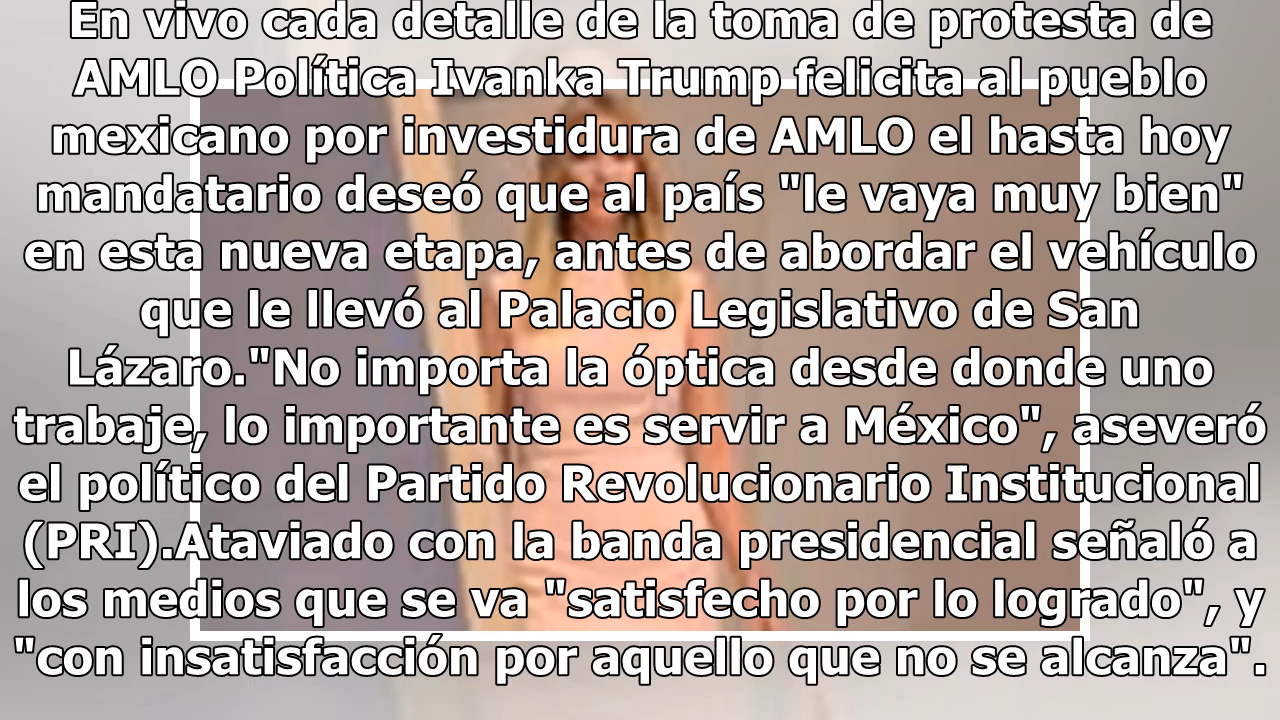 En vivo cada detalle de la toma de protesta de
AMLO Política Ivanka Trump felicita al pueblo
mexicano por investidura de AMLO el hasta hoy
mandatario deseó que al país "le vaya muy bien"
en esta nueva etapa, antes de abordar el vehículo
que le llevó al Palacio Legislativo de San
Lázaro."No importa la óptica desde donde uno
trabaje, lo importante es servir a México", aseveró
el político del Partido Revolucionario Institucional
(PRI).Ataviado con la banda presidencial señaló a
los medios que se va "satisfecho por lo logrado", y
"con insatisfacción por aquello que no se alcanza".